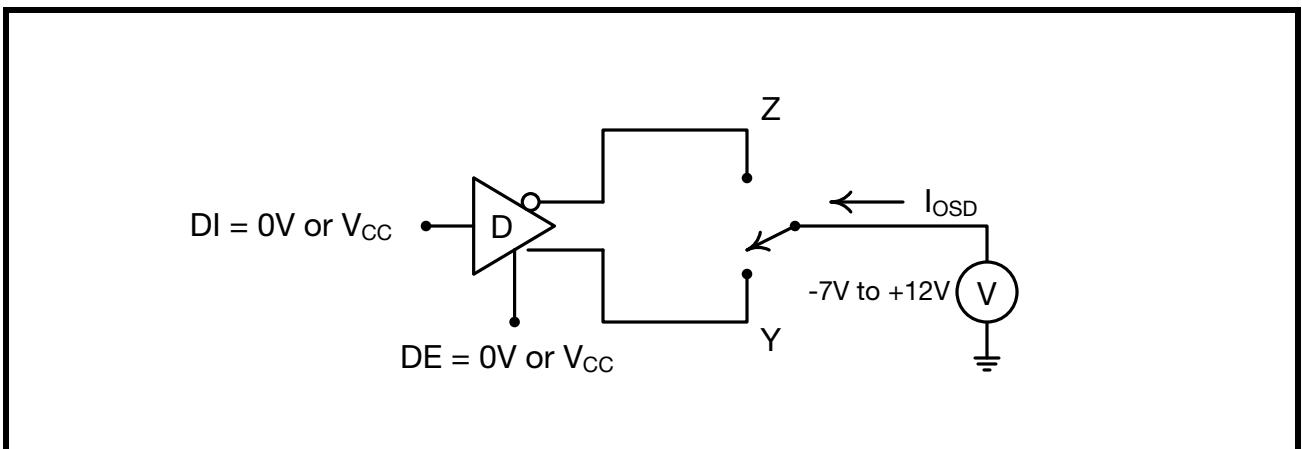 Z
DI = 0V or VCC
D
IOSD
-7V to +12V
V
DE = 0V or VCC
Y